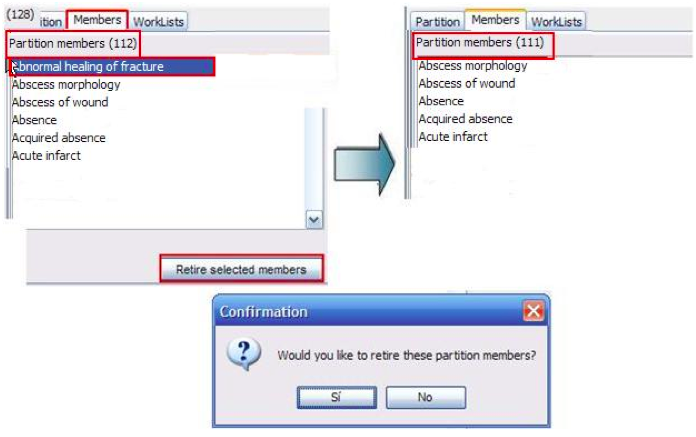 (128)
ition Members WorkLists
Partition members (112)
Abnormal healing of fracture
Abscess morphology
Abscess of wound
Absence
Acquired absence
Acute infarct
Retire selected members
Partition Members WorkLists
Partition members (111)
Abscess morphology
Abscess of wound
Absence
Acquired absence
Acute infarct
Confirmation
Would you like to retire these partition members?
Sí No